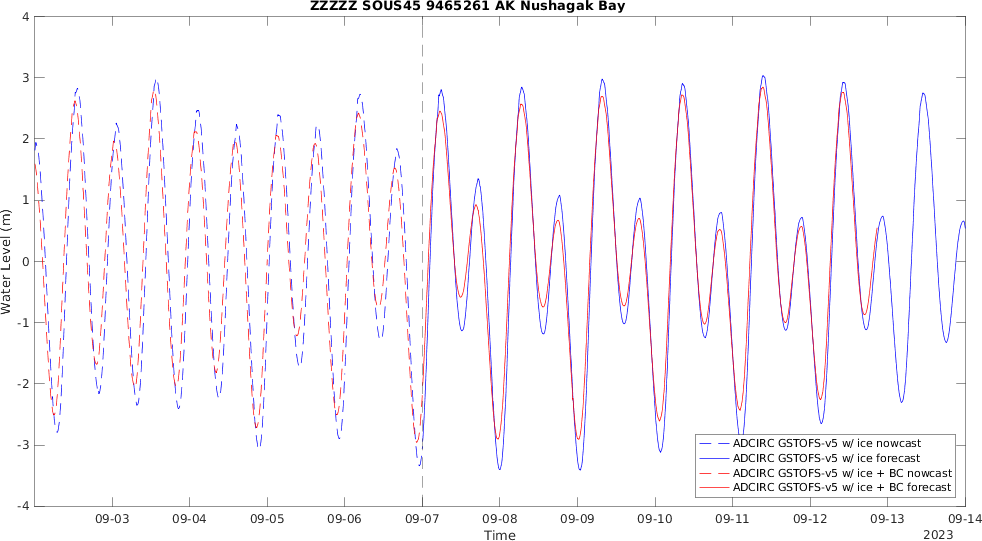 ZZZZZ SOUS45 9465261 AK Nushagak Bay
4
3
2
1
0
-1
-2
-3
-4
Water Level (m)
ADCIRC GSTOFS-v5 w/ ice nowcast
ADCIRC GSTOFS-v5 w/ ice forecast
ADCIRC GSTOFS-v5 w/ ice + BC nowcast
ADCIRC GSTOFS-v5 w/ ice + BC forecast
09-03 09-04 09-05 09-06 09-07 09-08 09-09 09-10 09-11 09-12 09-13 09-14
Time
2023